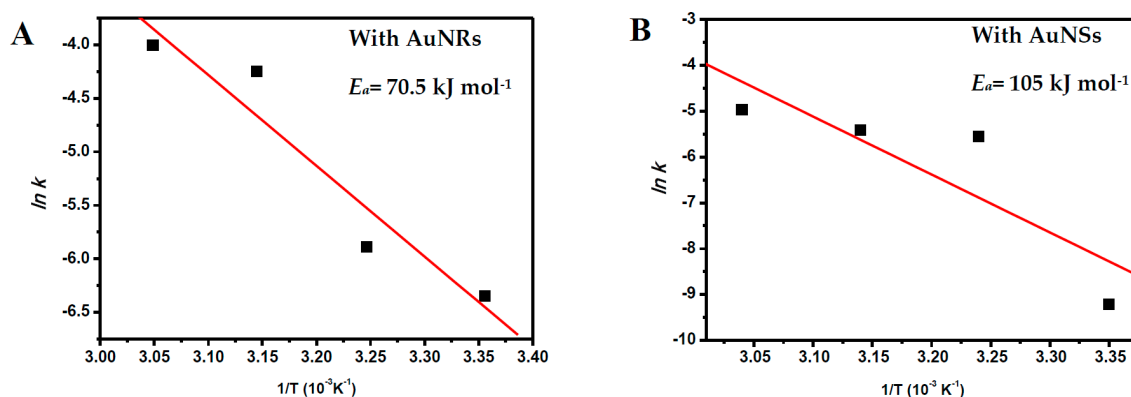 A
With AuNRs
Eₐ= 70.5 kJ mol⁻¹
-4.0
-4.5
-5.0
-5.5
-6.0
-6.5
ln k
3.00 3.05 3.10 3.15 3.20 3.25 3.30 3.35 3.40
1/T (10⁻³K⁻¹)
B
With AuNSs
Eₐ= 105 kJ mol⁻¹
-3
-4
-5
-6
-7
-8
-9
-10
ln k
3.05 3.10 3.15 3.20 3.25 3.30 3.35
1/T (10⁻³K⁻¹)